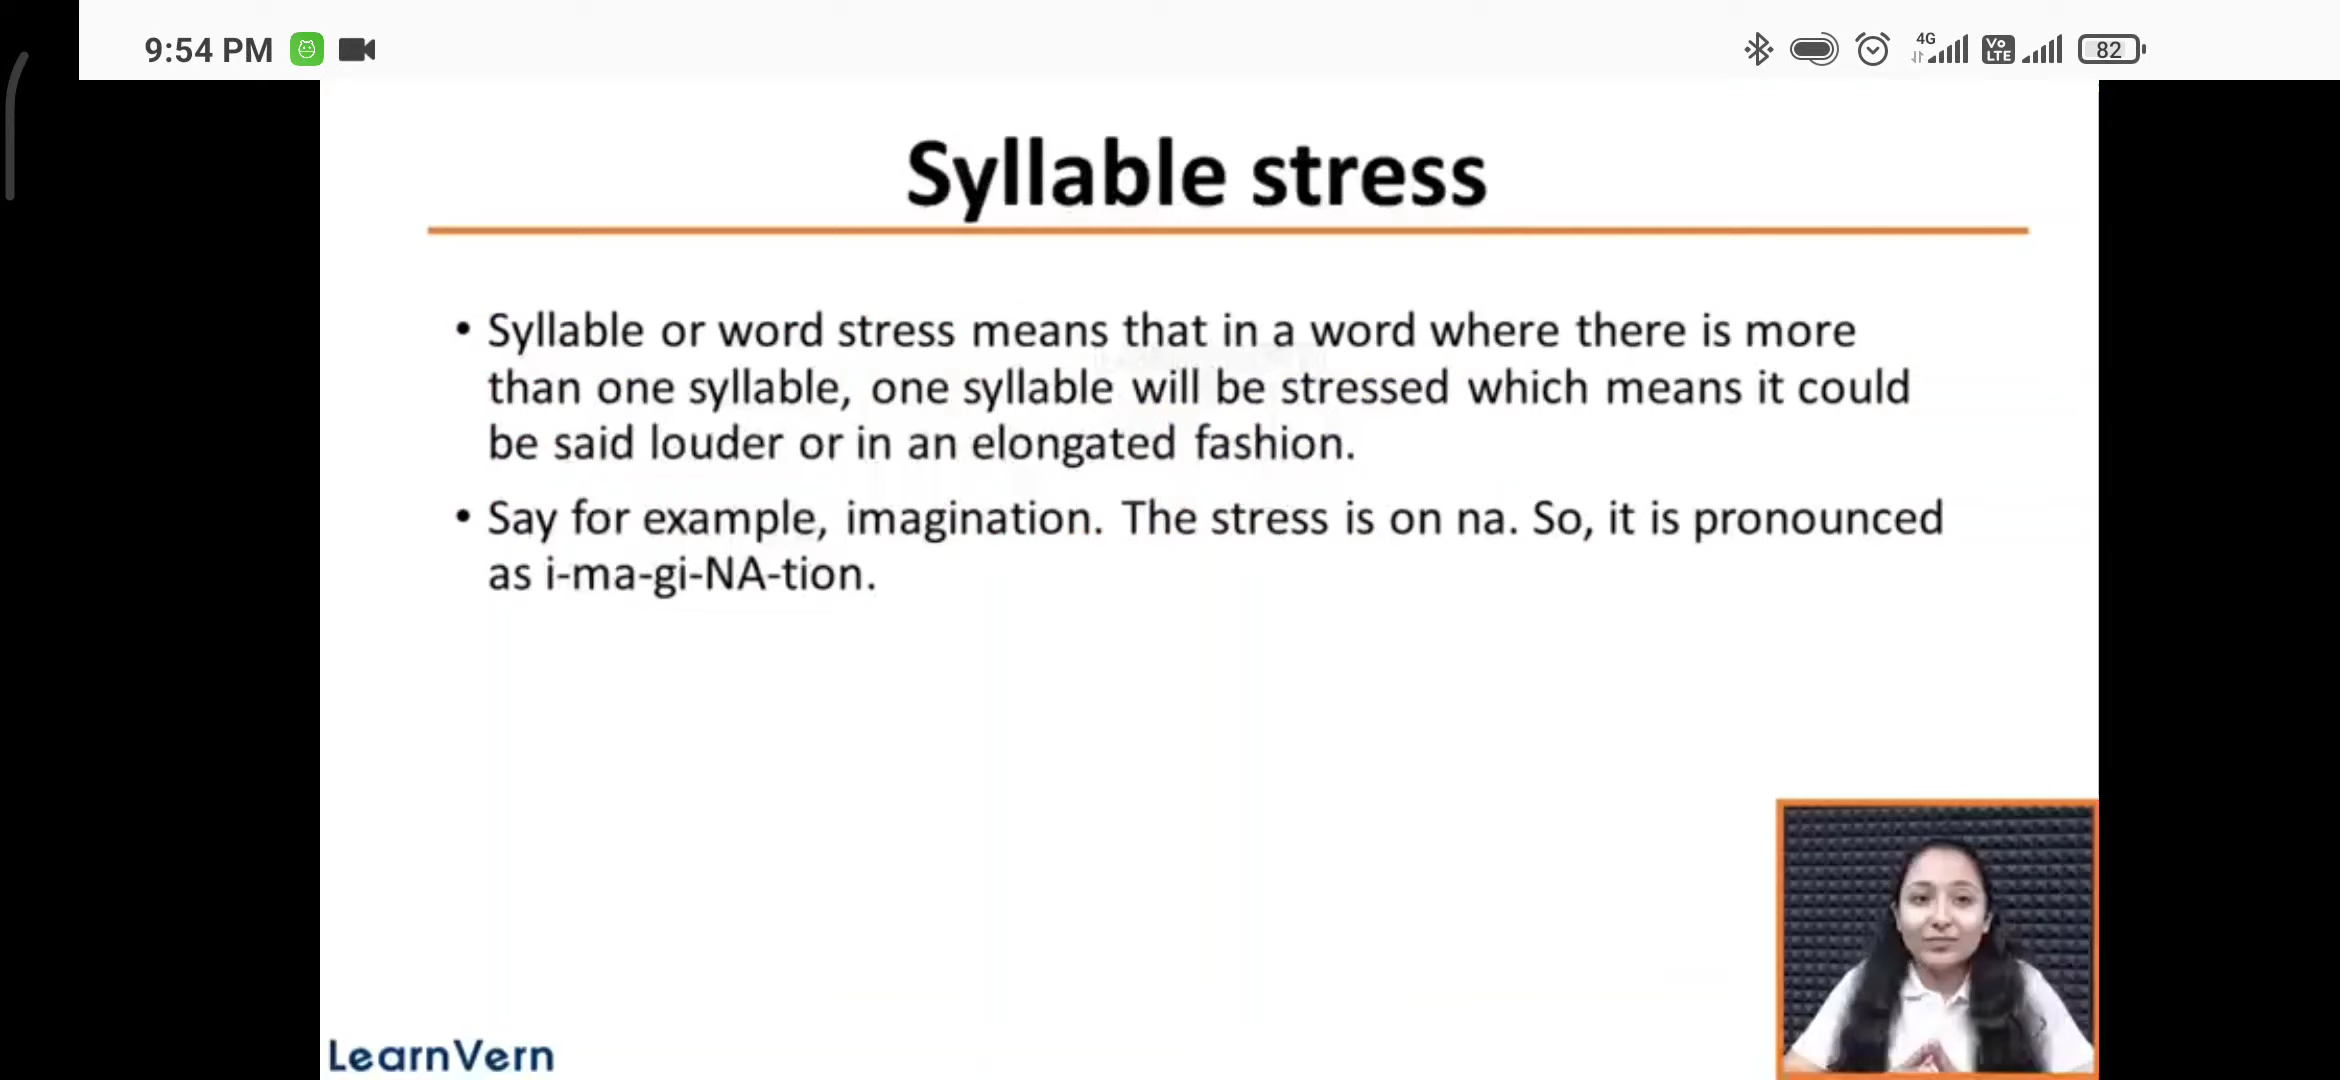 9:54 PM
4G
Vo
LTE
82
Syllable stress
• Syllable or word stress means that in a word where there is more
than one syllable, one syllable will be stressed which means it could
be said louder or in an elongated fashion.
• Say for example, imagination. The stress is on na. So, it is pronounced
as i-ma-gi-NA-tion.
LearnVern